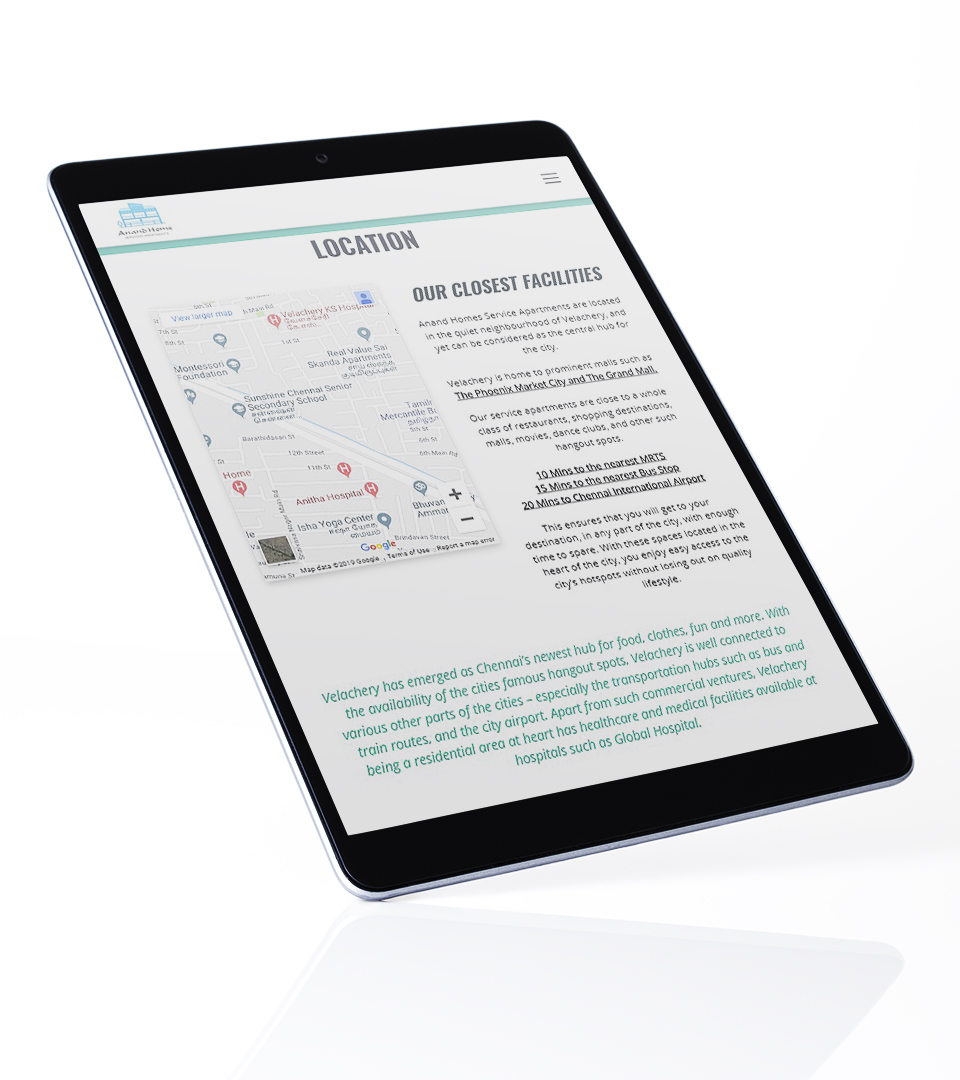 Anand Home
LOCATION
OUR CLOSEST FACILITIES
Anand Homes Service Apartments are located
in the quiet neighbourhood of Velachery, and
yet can be considered as the central hub for
the city.
Velachery is home to prominent malls such as
The Phoenix Market City and The Grand Mall.
Our service apartments are close to a whole
class of restaurants, shopping destinations,
malls, movies, dance clubs, and other such
hangout spots.
10 Mins to the nearest MRTS
15 Mins to the nearest Bus Stop
20 Mins to Chennai International Airport
This ensures that you will get to your
destination, in any part of the city, with enough
time to spare. With these spaces located in the
heart of the city, you enjoy easy access to the
city's hotspots without losing out on quality
lifestyle.
View larger map
Velachery KS Hospital
7th St
8th St
1st St
Real Value Sai
Skanda Apartments
Montessori
Foundation
Sunshine Chennai Senior
Secondary School
Tamiln
Mercantile Ba
5th St
6th St
6th Main Rd
Barathidasan St
12th Street
11th St
Home
Anitha Hospital
Bhuvan
Ammar
Isha Yoga Center
ஈஷா யோகா
மையம்
Brindavan Street
Google
Map data ©2019 Google
Terms of Use
Report a map error
Velachery has emerged as Chennai's newest hub for food, clothes, fun and more. With
the availability of the cities famous hangout spots, Velachery is well connected to
various other parts of the cities – especially the transportation hubs such as bus and
train routes, and the city airport. Apart from such commercial ventures, Velachery
being a residential area at heart has healthcare and medical facilities available at
hospitals such as Global Hospital.